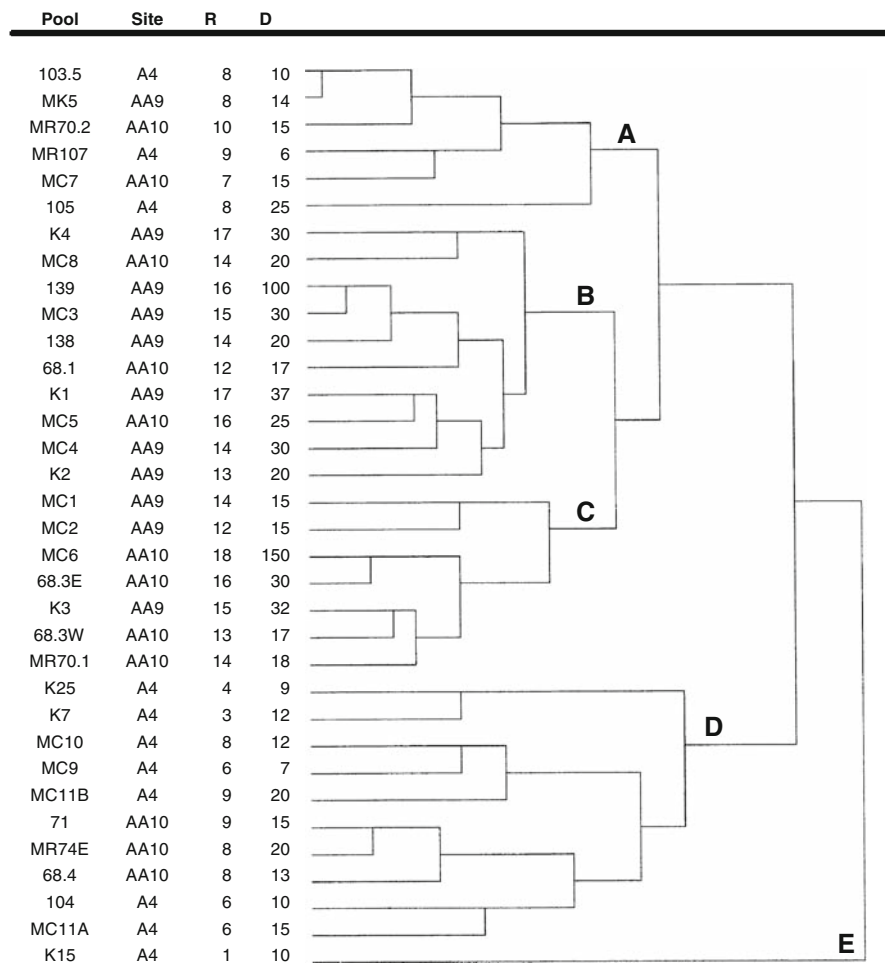 Pool Site R D
103.5 A4 8 10
MK5 AA9 8 14
MR70.2 AA10 10 15
A
MR107 A4 9 6
MC7 AA10 7 15
105 A4 8 25
K4 AA9 17 30
MC8 AA10 14 20
139 AA9 16 100
B
MC3 AA9 15 30
138 AA9 14 20
68.1 AA10 12 17
K1 AA9 17 37
MC5 AA10 16 25
MC4 AA9 14 30
K2 AA9 13 20
MC1 AA9 14 15
C
MC2 AA9 12 15
MC6 AA10 18 150
68.3E AA10 16 30
K3 AA9 15 32
68.3W AA10 13 17
MR70.1 AA10 14 18
K25 A4 4 9
K7 A4 3 12
D
MC10 A4 8 12
MC9 A4 6 7
MC11B A4 9 20
71 AA10 9 15
MR74E AA10 8 20
68.4 AA10 8 13
104 A4 6 10
MC11A A4 6 15
E
K15 A4 1 10